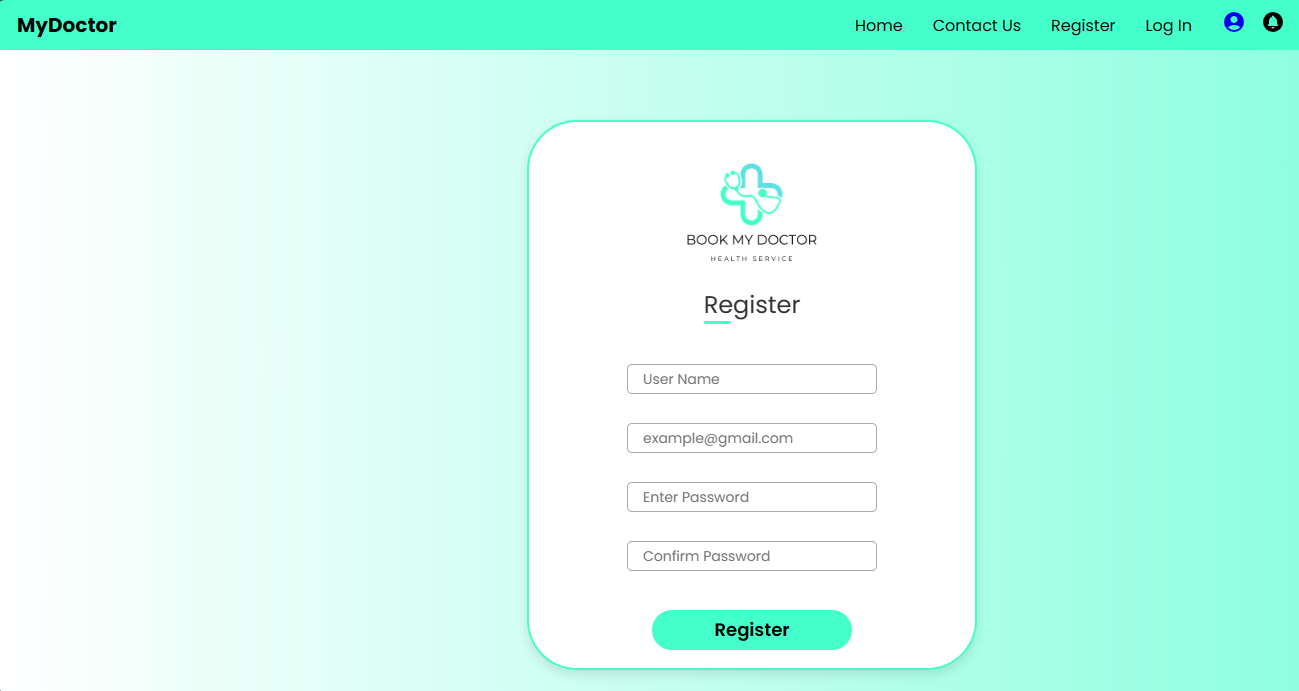 MyDoctor Home Contact Us Register Log In
BOOK MY DOCTOR
HEALTH SERVICE
Register
User Name
example@gmail.com
Enter Password
Confirm Password
Register